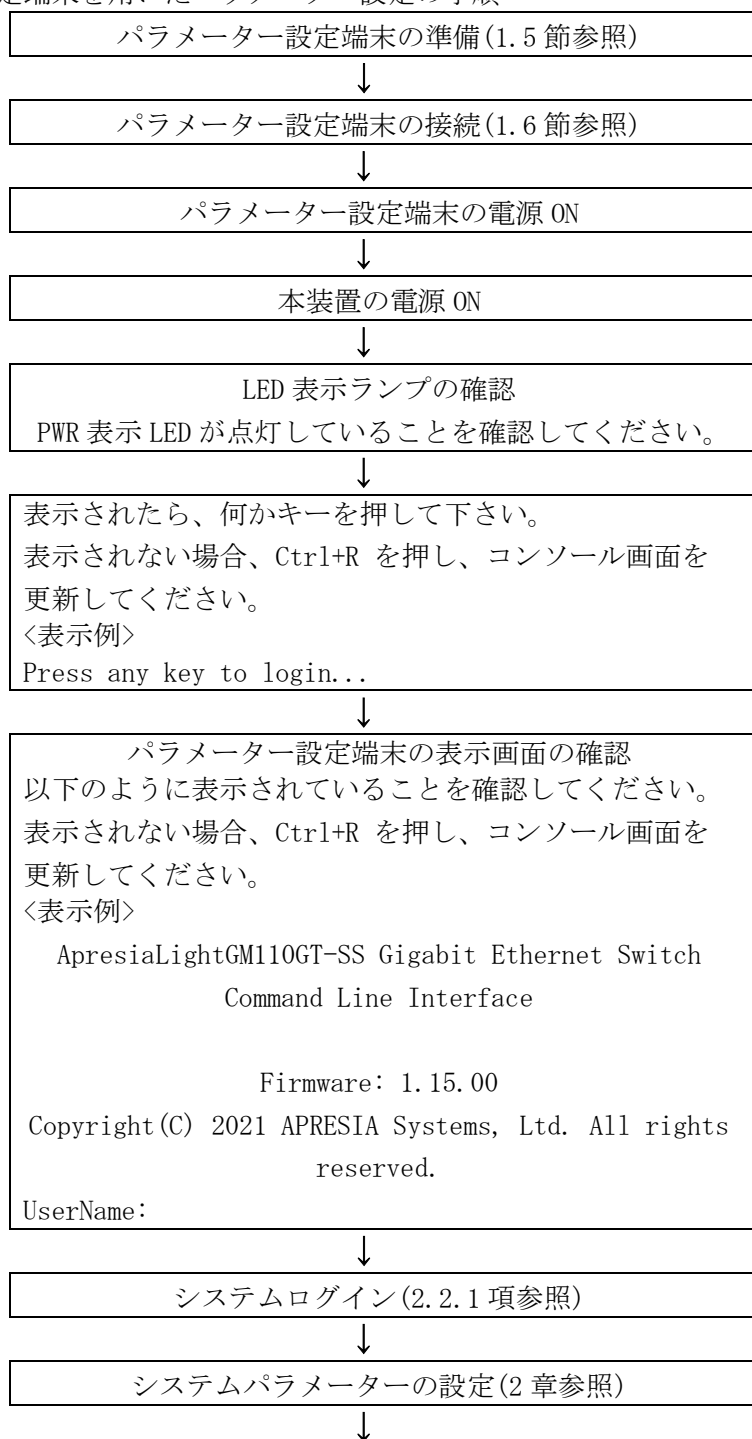 定端末を用いたパラメーター設定の手順
パラメーター設定端末の準備(1.5 節参照)
↓
パラメーター設定端末の接続(1.6 節参照)
↓
パラメーター設定端末の電源 ON
↓
本装置の電源 ON
↓
LED 表示ランプの確認
PWR 表示 LED が点灯していることを確認してください。
↓
表示されたら、何かキーを押して下さい。
表示されない場合、Ctrl+R を押し、コンソール画面を
更新してください。
<表示例>
Press any key to login...
↓
パラメーター設定端末の表示画面の確認
以下のように表示されていることを確認してください。
表示されない場合、Ctrl+R を押し、コンソール画面を
更新してください。
<表示例>
ApresiaLightGM110GT-SS Gigabit Ethernet Switch
Command Line Interface
Firmware: 1.15.00
Copyright(C) 2021 APRESIA Systems, Ltd. All rights
reserved.
UserName:
↓
システムログイン(2.2.1 項参照)
↓
システムパラメーターの設定(2 章参照)
↓